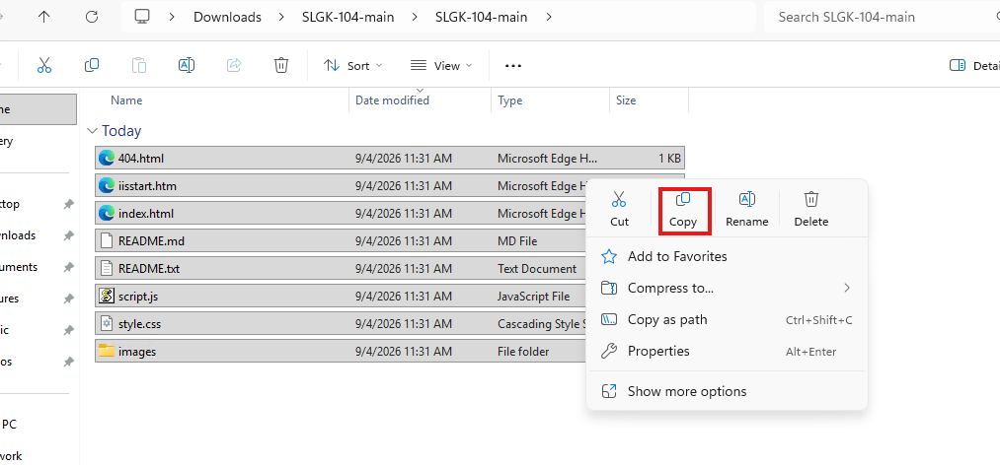 Downloads > SLGK-104-main > SLGK-104-main >
Search SLGK-104-main
Sort View ... Detai
Name Date modified Type Size
Today
404.html 9/4/2026 11:31 AM Microsoft Edge H... 1 KB
iisstart.htm 9/4/2026 11:31 AM Microsoft Edge H
index.html 9/4/2026 11:31 AM Microsoft Edge H
README.md 9/4/2026 11:31 AM MD File
README.txt 9/4/2026 11:31 AM Text Document
script.js 9/4/2026 11:31 AM JavaScript File
style.css 9/4/2026 11:31 AM Cascading Style S
images 9/4/2026 11:31 AM File folder
ne
ery
ktop
wnloads
uments
ures
ic
os
PC
work
Cut Copy Rename Delete
Add to Favorites
Compress to... >
Copy as path Ctrl+Shift+C
Properties Alt+Enter
Show more options